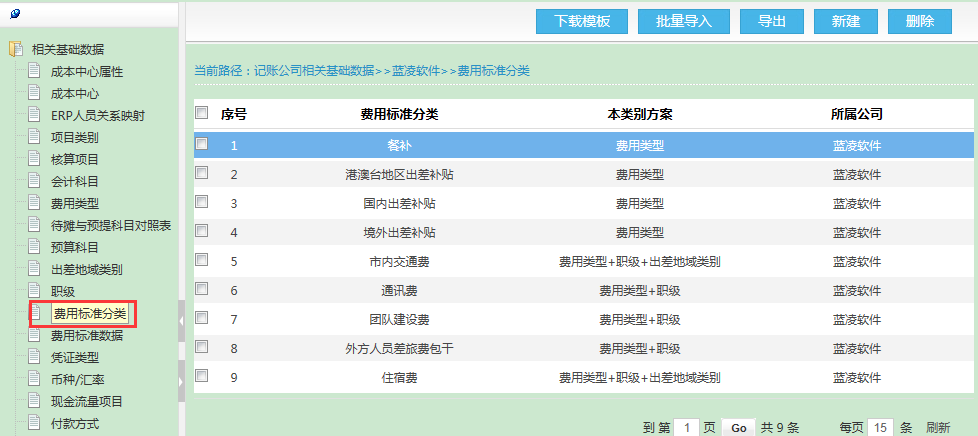 下载模板 批量导入 导出 新建 删除
相关基础数据
成本中心属性
成本中心
ERP人员关系映射
项目类别
核算项目
会计科目
费用类型
待摊与预提科目对照表
预算科目
出差地域类别
职级
费用标准分类
费用标准数据
凭证类型
币种/汇率
现金流量项目
付款方式
当前路径：记账公司相关基础数据>>蓝凌软件>>费用标准分类
序号 费用标准分类 本类别方案 所属公司
1 餐补 费用类型 蓝凌软件
2 港澳台地区出差补贴 费用类型 蓝凌软件
3 国内出差补贴 费用类型 蓝凌软件
4 境外出差补贴 费用类型 蓝凌软件
5 市内交通费 费用类型+职级+出差地域类别 蓝凌软件
6 通讯费 费用类型+职级 蓝凌软件
7 团队建设费 费用类型+职级 蓝凌软件
8 外方人员差旅费包干 费用类型+职级 蓝凌软件
9 住宿费 费用类型+职级+出差地域类别 蓝凌软件
到 第 1 页 Go 共 9 条 每页 15 条 刷新